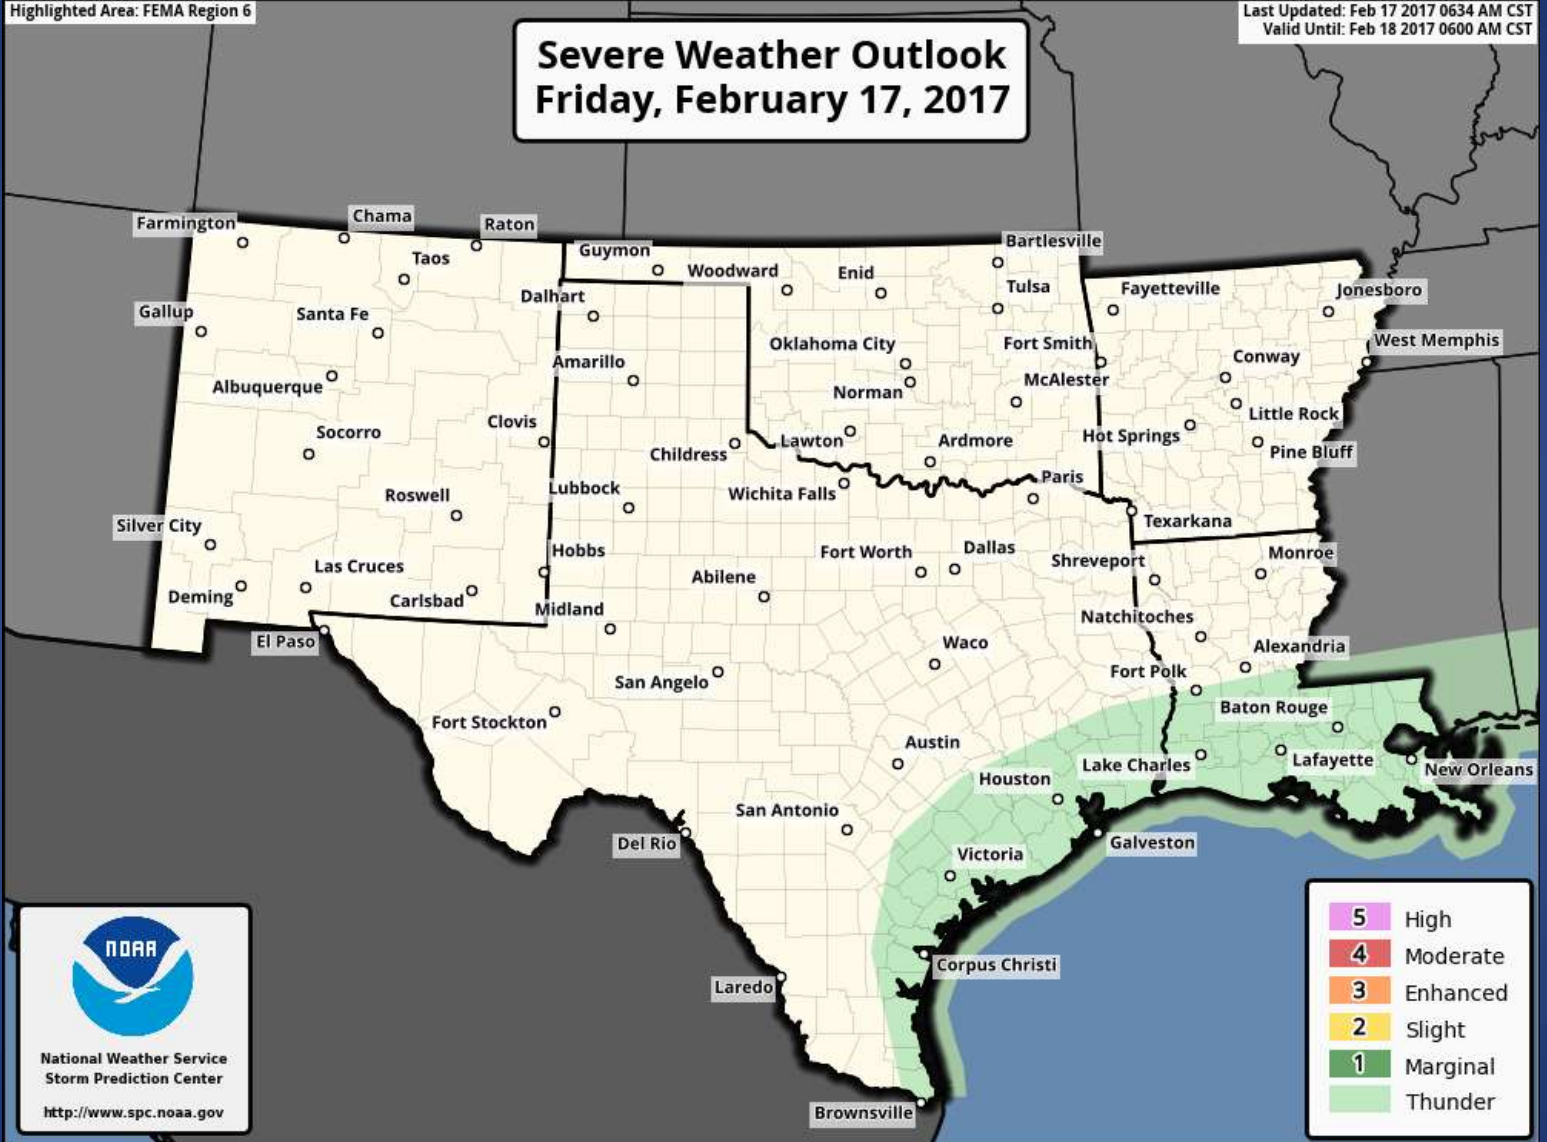 Highlighted Area: FEMA Region 6
Last Updated: Feb 17 2017 0634 AM CST
Valid Until: Feb 18 2017 0600 AM CST
Severe Weather Outlook
Friday, February 17, 2017
Farmington
Chama
Raton
Taos
Guymon
Woodward
Enid
Bartlesville
Tulsa
Fayetteville
Jonesboro
Gallup
Santa Fe
Dalhart
Oklahoma City
Fort Smith
West Memphis
Conway
Albuquerque
Amarillo
Norman
McAlester
Little Rock
Socorro
Clovis
Childress
Lawton
Ardmore
Hot Springs
Pine Bluff
Roswell
Lubbock
Wichita Falls
Paris
Texarkana
Silver City
Las Cruces
Hobbs
Abilene
Fort Worth
Dallas
Shreveport
Monroe
Deming
Carlsbad
Midland
Natchitoches
El Paso
San Angelo
Waco
Fort Polk
Alexandria
Fort Stockton
Austin
Baton Rouge
Houston
Lake Charles
Lafayette
New Orleans
San Antonio
Del Rio
Victoria
Galveston
Laredo
Corpus Christi
Brownsville
NOAA
National Weather Service
Storm Prediction Center
http://www.spc.noaa.gov
5 High
4 Moderate
3 Enhanced
2 Slight
1 Marginal
Thunder